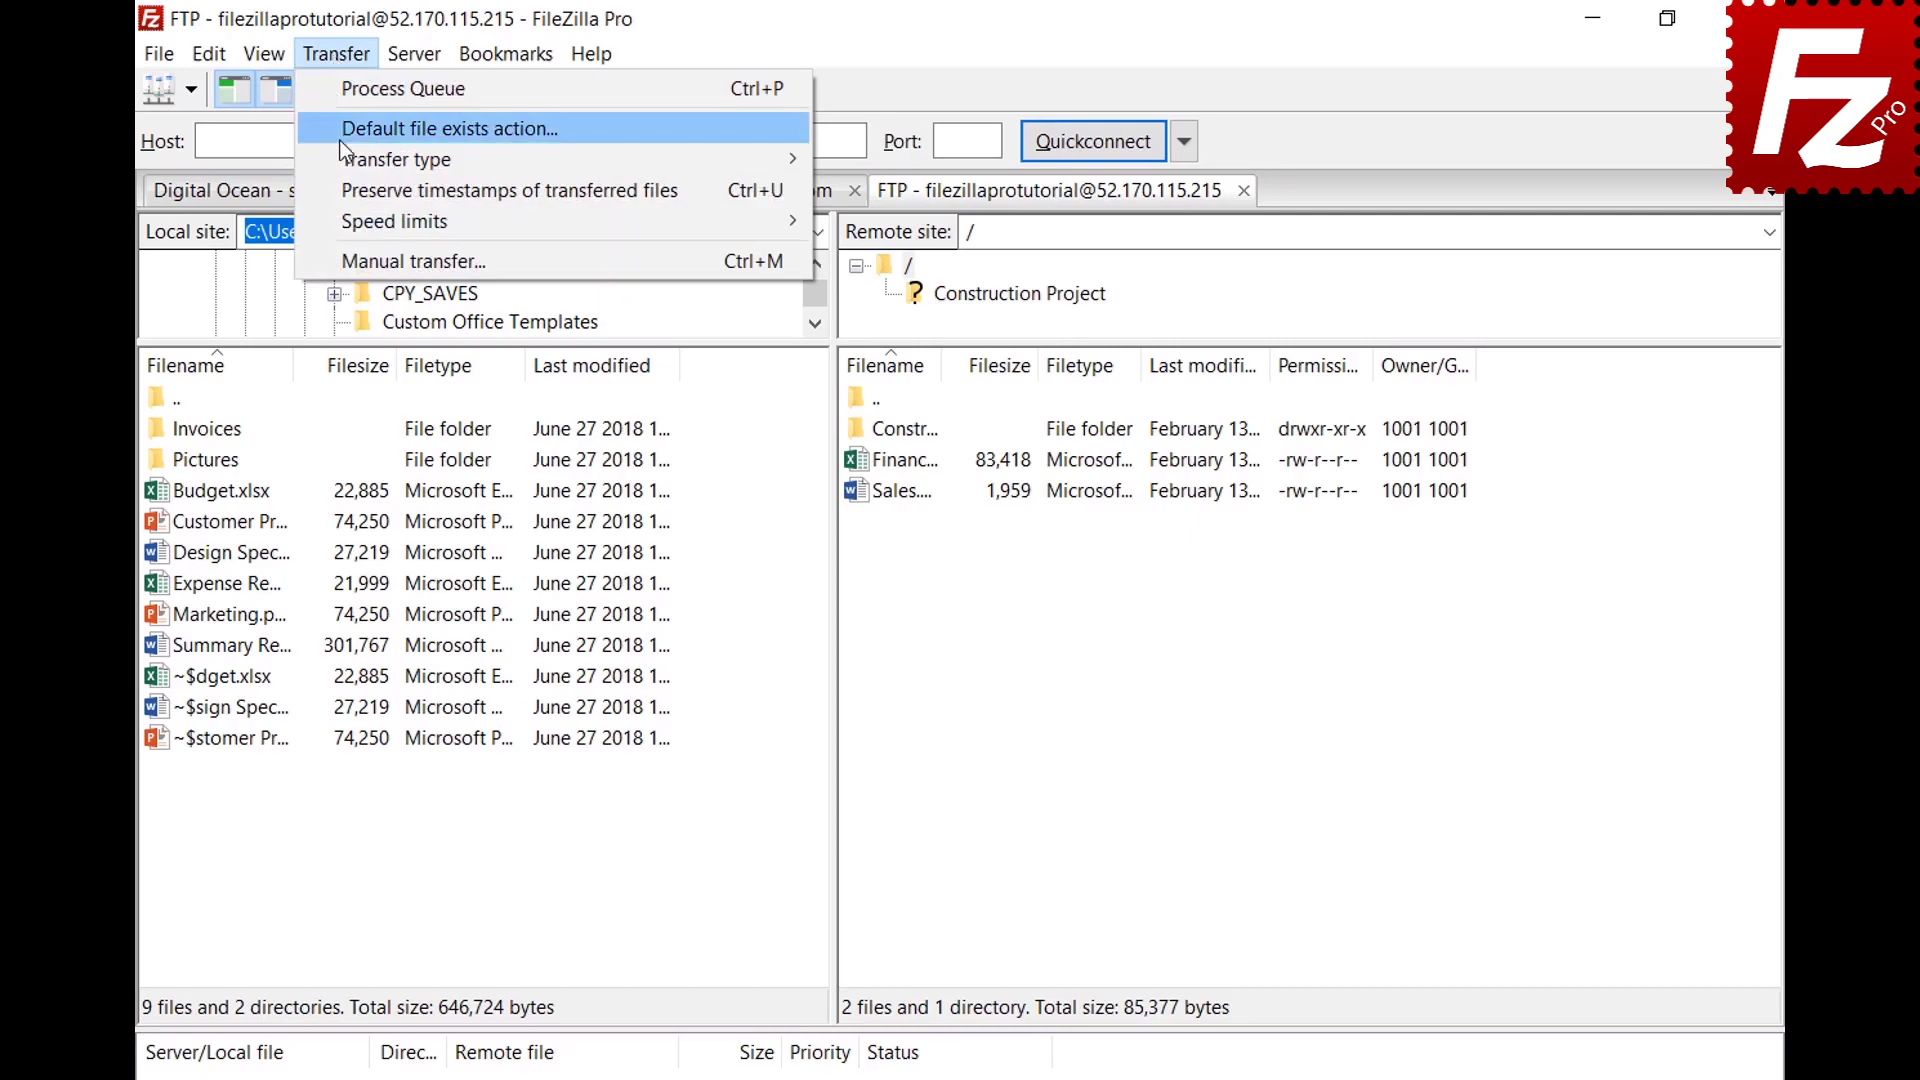 FTP - filezillaprotutorial@52.170.115.215 - FileZilla Pro
File Edit View Transfer Server Bookmarks Help
Process Queue Ctrl+P
Default file exists action...
Transfer type
Preserve timestamps of transferred files Ctrl+U
Speed limits
Manual transfer... Ctrl+M
Host: Port: Quickconnect
Digital Ocean - s om FTP - filezillaprotutorial@52.170.115.215
Local site: C:\Use
CPY_SAVES
Custom Office Templates
Remote site: /
/
? Construction Project
Filename Filesize Filetype Last modified
..
Invoices File folder June 27 2018 1...
Pictures File folder June 27 2018 1...
Budget.xlsx 22,885 Microsoft E... June 27 2018 1...
Customer Pr... 74,250 Microsoft P... June 27 2018 1...
Design Spec... 27,219 Microsoft ... June 27 2018 1...
Expense Re... 21,999 Microsoft E... June 27 2018 1...
Marketing.p... 74,250 Microsoft P... June 27 2018 1...
Summary Re... 301,767 Microsoft ... June 27 2018 1...
~$dget.xlsx 22,885 Microsoft E... June 27 2018 1...
~$sign Spec... 27,219 Microsoft ... June 27 2018 1...
~$stomer Pr... 74,250 Microsoft P... June 27 2018 1...
9 files and 2 directories. Total size: 646,724 bytes
Filename Filesize Filetype Last modifi... Permissi... Owner/G...
..
Constr... File folder February 13... drwxr-xr-x 1001 1001
Financ... 83,418 Microsof... February 13... -rw-r--r-- 1001 1001
Sales.... 1,959 Microsof... February 13... -rw-r--r-- 1001 1001
2 files and 1 directory. Total size: 85,377 bytes
Server/Local file Direc... Remote file Size Priority Status
Fz Pro